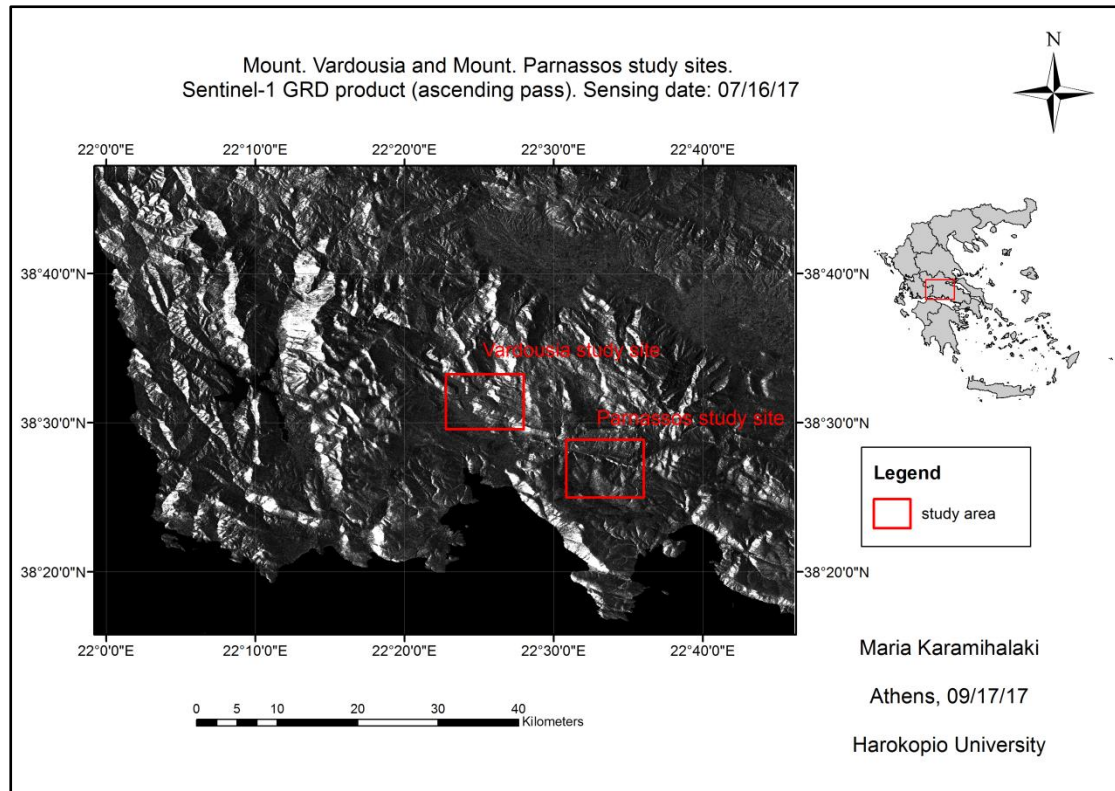 Mount. Vardousia and Mount. Parnassos study sites.
Sentinel-1 GRD product (ascending pass). Sensing date: 07/16/17
N
22°0'0"E 22°10'0"E 22°20'0"E 22°30'0"E 22°40'0"E
38°40'0"N 38°40'0"N
Vardousia study site
Parnassos study site
38°30'0"N 38°30'0"N
38°20'0"N 38°20'0"N
22°0'0"E 22°10'0"E 22°20'0"E 22°30'0"E 22°40'0"E
0 5 10 20 30 40
Kilometers
Legend
study area
Maria Karamihalaki
Athens, 09/17/17
Harokopio University